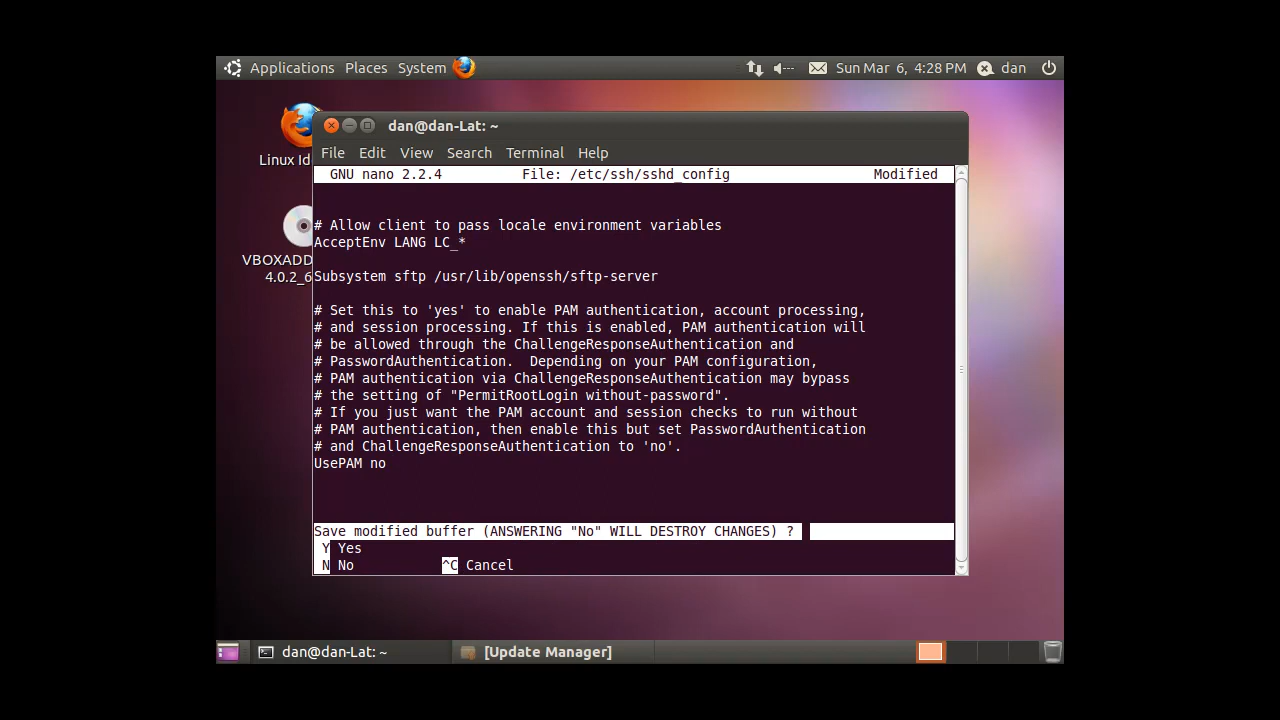 Applications Places System
Sun Mar 6, 4:28 PM dan
dan@dan-Lat: ~
File Edit View Search Terminal Help
Linux Id
VBOXADD
4.0.2_6
GNU nano 2.2.4 File: /etc/ssh/sshd_config Modified
# Allow client to pass locale environment variables
AcceptEnv LANG LC_*
Subsystem sftp /usr/lib/openssh/sftp-server
# Set this to 'yes' to enable PAM authentication, account processing,
# and session processing. If this is enabled, PAM authentication will
# be allowed through the ChallengeResponseAuthentication and
# PasswordAuthentication.  Depending on your PAM configuration,
# PAM authentication via ChallengeResponseAuthentication may bypass
# the setting of "PermitRootLogin without-password".
# If you just want the PAM account and session checks to run without
# PAM authentication, then enable this but set PasswordAuthentication
# and ChallengeResponseAuthentication to 'no'.
UsePAM no
Save modified buffer (ANSWERING "No" WILL DESTROY CHANGES) ?
Y Yes
N No ^C Cancel
dan@dan-Lat: ~ [Update Manager]